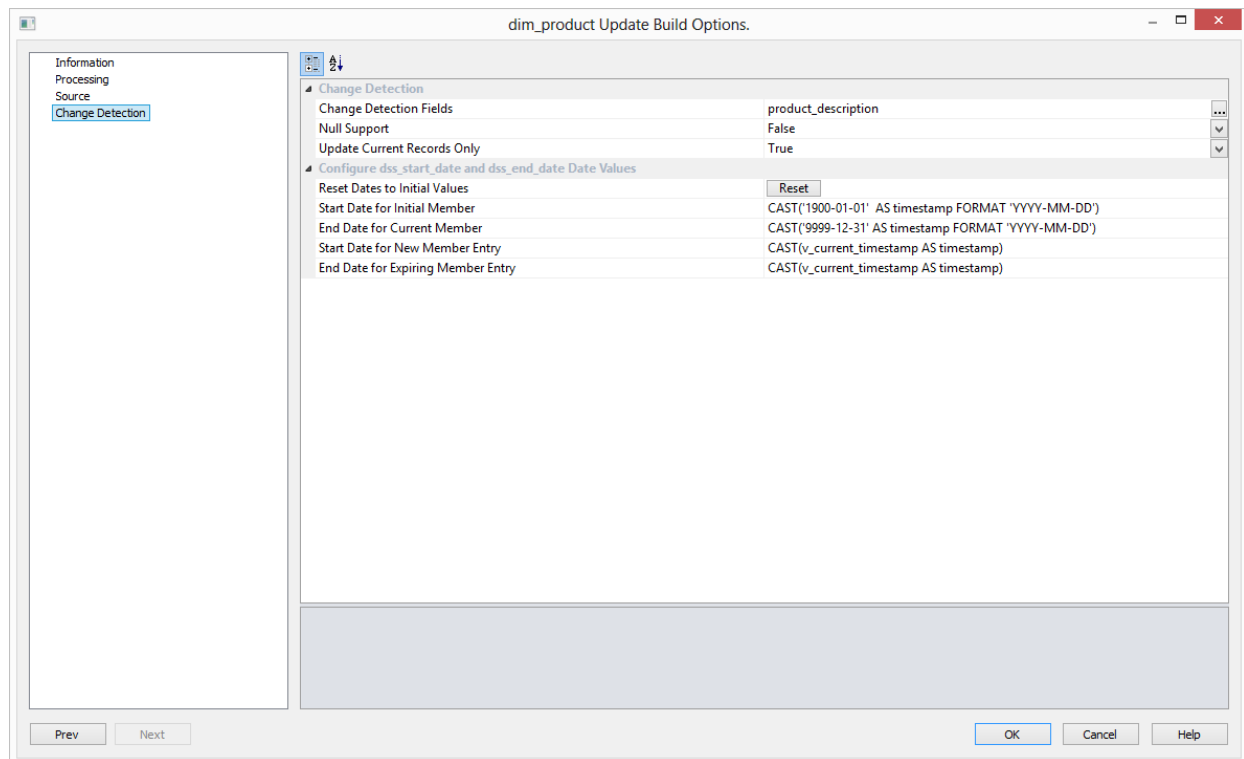 dim_product Update Build Options.
Information
Processing
Source
Change Detection
Change Detection
Change Detection Fields product_description ...
Null Support False
Update Current Records Only True
Configure dss_start_date and dss_end_date Date Values
Reset Dates to Initial Values Reset
Start Date for Initial Member CAST('1900-01-01'  AS timestamp FORMAT 'YYYY-MM-DD')
End Date for Current Member CAST('9999-12-31' AS timestamp FORMAT 'YYYY-MM-DD')
Start Date for New Member Entry CAST(v_current_timestamp AS timestamp)
End Date for Expiring Member Entry CAST(v_current_timestamp AS timestamp)
Prev Next OK Cancel Help